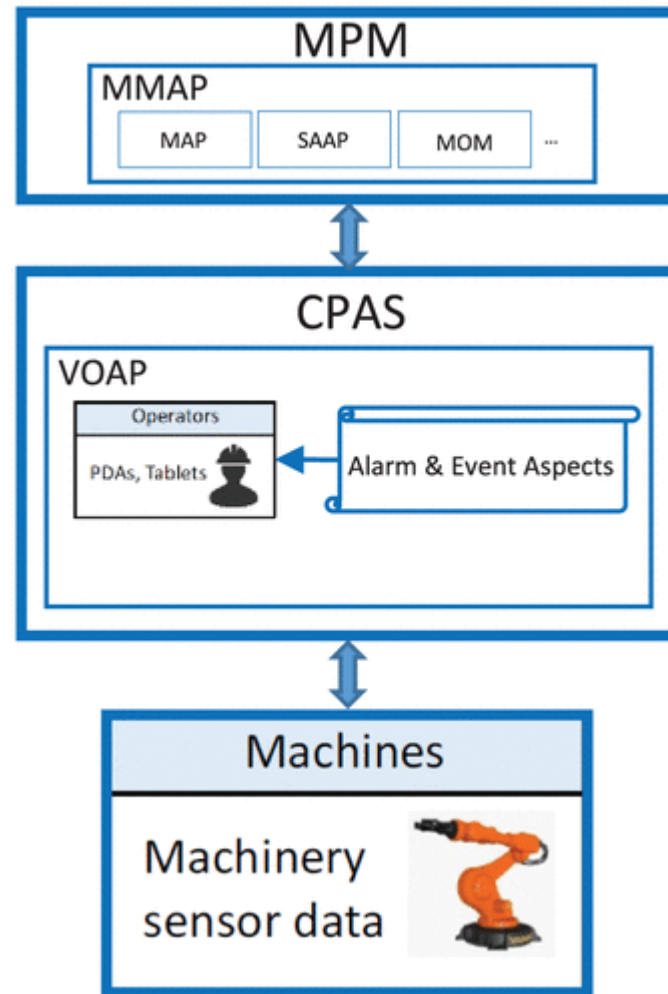 MPM
MMAP
MAP SAAP MOM ...
CPAS
VOAP
Operators
PDAs, Tablets
Alarm & Event Aspects
Machines
Machinery
sensor data